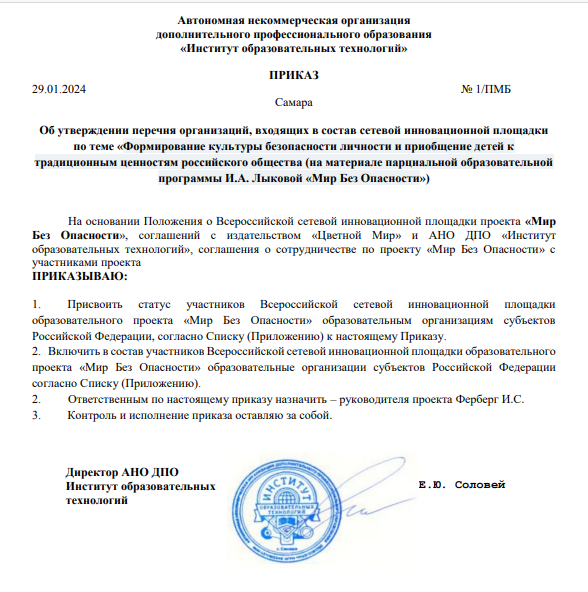 Автономная некоммерческая организация
дополнительного профессионального образования
«Институт образовательных технологий»
ПРИКАЗ
29.01.2024 № 1/ПМБ
Самара
Об утверждении перечня организаций, входящих в состав сетевой инновационной площадки
по теме «Формирование культуры безопасности личности и приобщение детей к
традиционным ценностям российского общества (на материале парциальной образовательной
программы И.А. Лыковой «Мир Без Опасности»)
На основании Положения о Всероссийской сетевой инновационной площадки проекта «Мир
Без Опасности», соглашений с издательством «Цветной Мир» и АНО ДПО «Институт
образовательных технологий», соглашения о сотрудничестве по проекту «Мир Без Опасности» с
участниками проекта
ПРИКАЗЫВАЮ:
1. Присвоить статус участников Всероссийской сетевой инновационной площадки
образовательного проекта «Мир Без Опасности» образовательным организациям субъектов
Российской Федерации, согласно Списку (Приложению) к настоящему Приказу.
2. Включить в состав участников Всероссийской сетевой инновационной площадки образовательного
проекта «Мир Без Опасности» образовательные организации субъектов Российской Федерации
согласно Списку (Приложению).
2. Ответственным по настоящему приказу назначить – руководителя проекта Ферберг И.С.
3. Контроль и исполнение приказа оставляю за собой.
Директор АНО ДПО
Институт образовательных
технологий
ИНСТИТУТ
ОБРАЗОВАТЕЛЬНЫХ
ТЕХНОЛОГИЙ
г. Самара
Е.Ю. Соловей